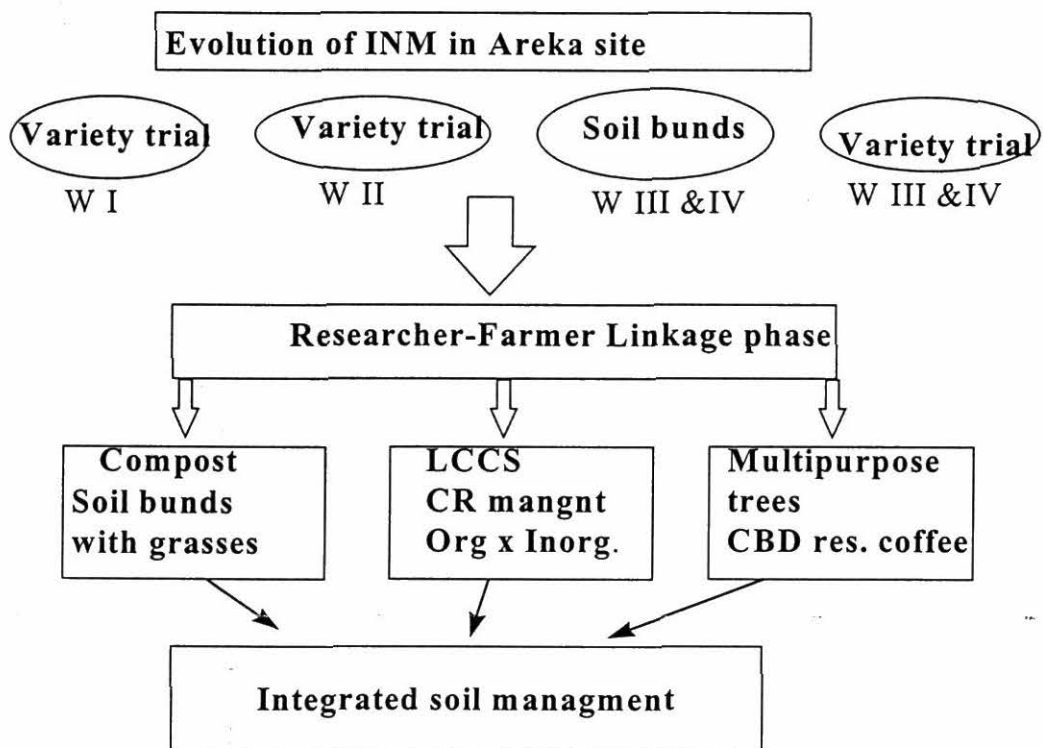 Evolution of INM in Areka site
Variety trial
W I
Variety trial
W II
Soil bunds
W III &IV
Variety trial
W III &IV
Researcher-Farmer Linkage phase
Compost
Soil bunds
with grasses
LCCS
CR mangnt
Org x Inorg.
Multipurpose
trees
CBD res. coffee
Integrated soil managment